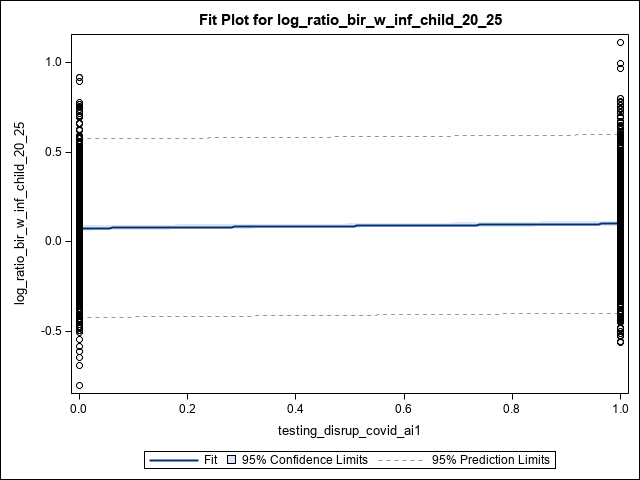 Fit Plot for log_ratio_bir_w_inf_child_20_25
log_ratio_bir_w_inf_child_20_25
1.0
0.5
0.0
-0.5
0.0 0.2 0.4 0.6 0.8 1.0
testing_disrup_covid_ai1
Fit 95% Confidence Limits 95% Prediction Limits